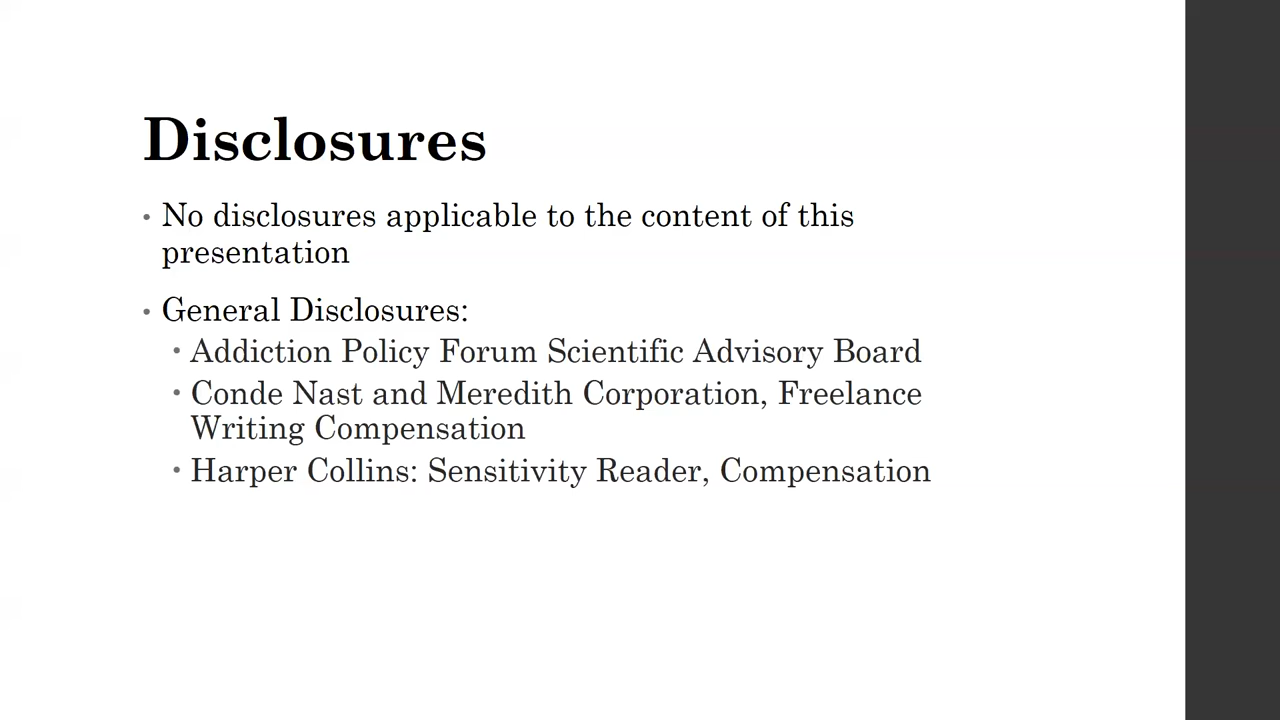 Disclosures
• No disclosures applicable to the content of this
presentation
• General Disclosures:
• Addiction Policy Forum Scientific Advisory Board
• Conde Nast and Meredith Corporation, Freelance
Writing Compensation
• Harper Collins: Sensitivity Reader, Compensation